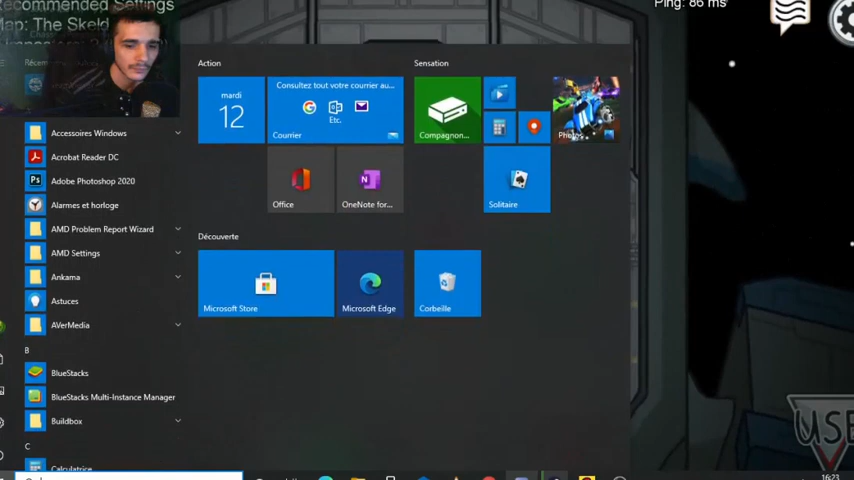 Recommended Settings
Map: The Skeld
Ping: 86 ms
Action
Sensation
mardi
12
Consultez tout votre courrier au...
Etc.
Courrier
Compagnon...
Photos
Accessoires Windows
Acrobat Reader DC
Adobe Photoshop 2020
Alarmes et horloge
AMD Problem Report Wizard
AMD Settings
Ankama
Astuces
AVerMedia
B
BlueStacks
BlueStacks Multi-Instance Manager
Buildbox
C
Calculatrice
Office
OneNote for...
Solitaire
Découverte
Microsoft Store
Microsoft Edge
Corbeille
USE
16:23